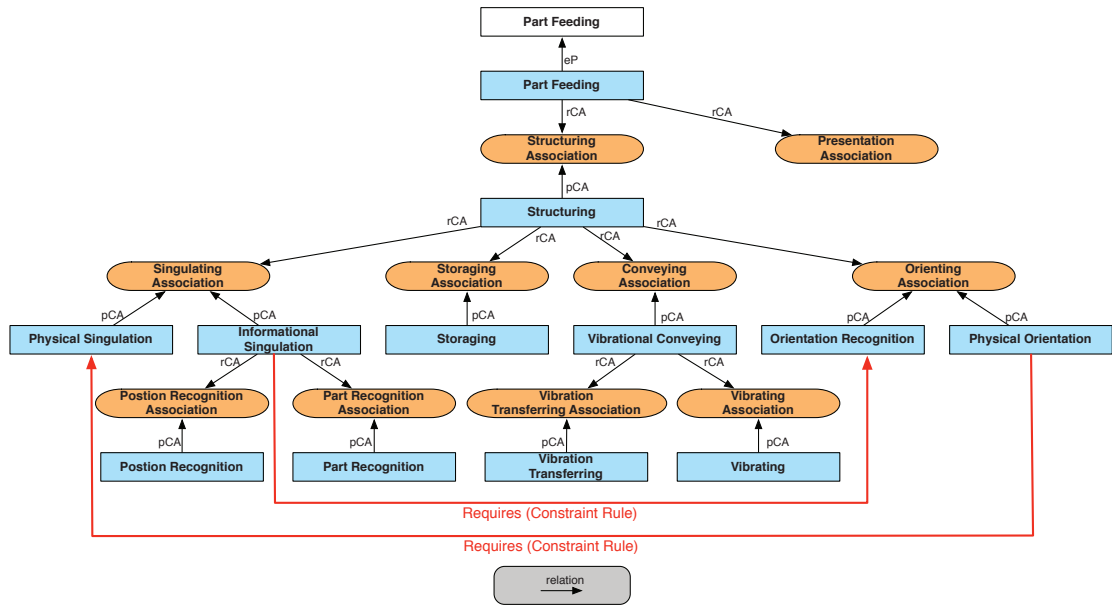 Part Feeding
eP
Part Feeding
rCA
rCA
Structuring
Association
Presentation
Association
pCA
Structuring
rCA
rCA
rCA
rCA
Singulating
Association
Storaging
Association
Conveying
Association
Orienting
Association
pCA
pCA
pCA
pCA
pCA
pCA
Physical Singulation
Informational
Singulation
Storaging
Vibrational Conveying
Orientation Recognition
Physical Orientation
rCA
rCA
rCA
rCA
Postion Recognition
Association
Part Recognition
Association
Vibration
Transferring Association
Vibrating
Association
pCA
pCA
pCA
pCA
Postion Recognition
Part Recognition
Vibration
Transferring
Vibrating
Requires (Constraint Rule)
Requires (Constraint Rule)
relation